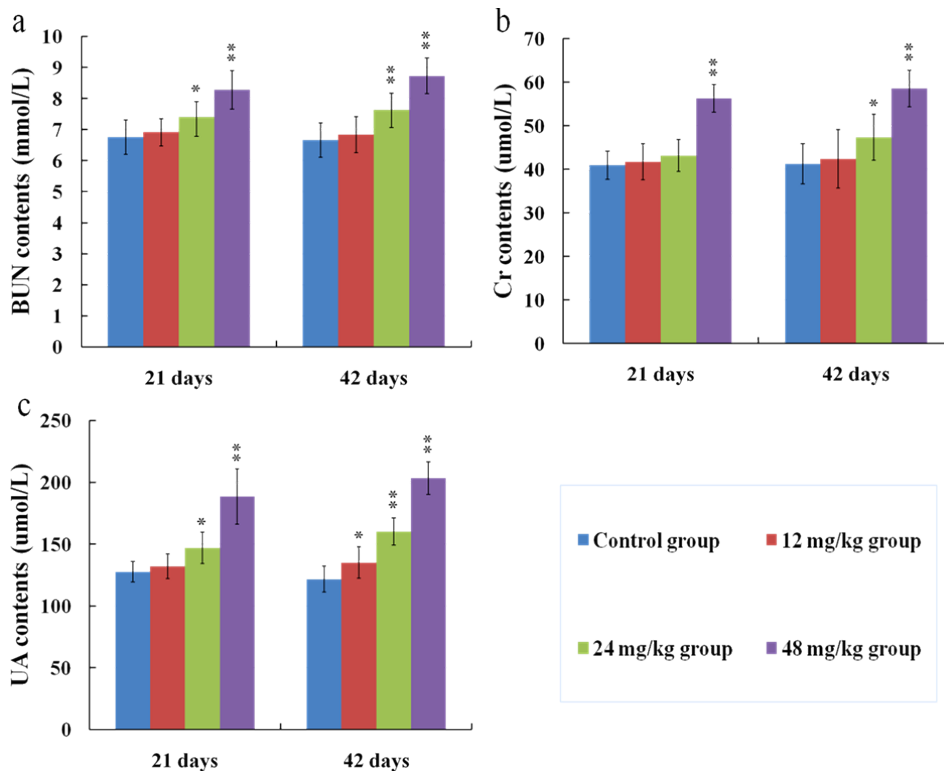 a
BUN contents (mmol/L)
10
9
8
7
6
5
4
3
2
1
0
*
**
**
**
21 days
42 days
b
Cr contents (umol/L)
70
60
50
40
30
20
10
0
**
*
**
21 days
42 days
c
UA contents (umol/L)
250
200
150
100
50
0
*
**
*
**
**
21 days
42 days
Control group
12 mg/kg group
24 mg/kg group
48 mg/kg group